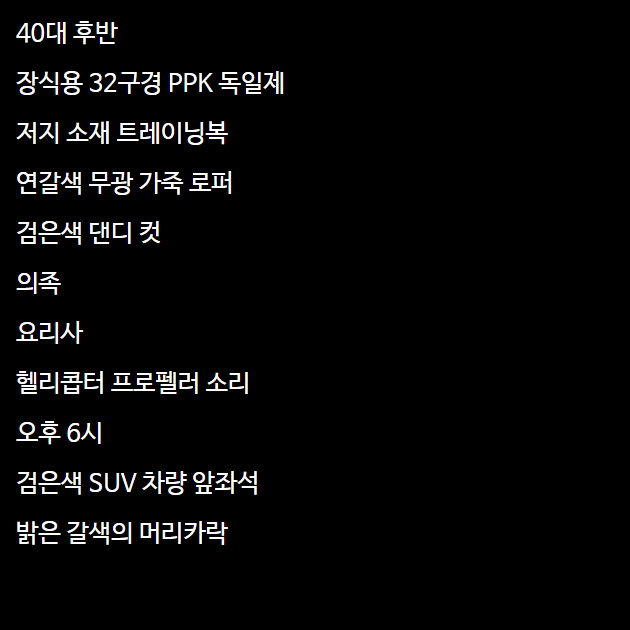 40대 후반
장식용 32구경 PPK 독일제
저지 소재 트레이닝복
연갈색 무광 가죽 로퍼
검은색 댄디 컷
의족
요리사
헬리콥터 프로펠러 소리
오후 6시
검은색 SUV 차량 앞좌석
밝은 갈색의 머리카락